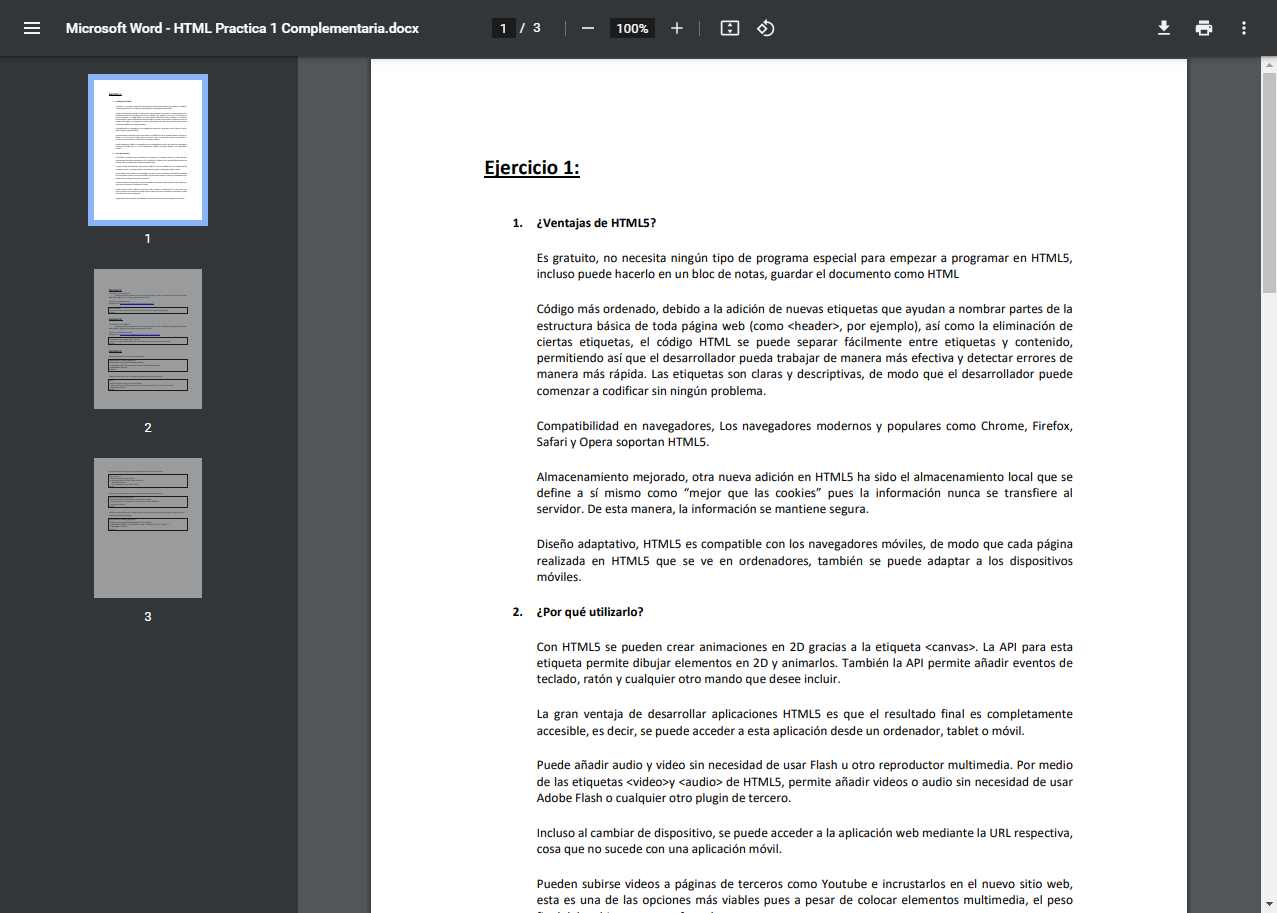 Microsoft Word - HTML Practica 1 Complementaria.docx
1 / 3
100%
1
2
3
Ejercicio 1:
1. ¿Ventajas de HTML5?
Es gratuito, no necesita ningún tipo de programa especial para empezar a programar en HTML5,
incluso puede hacerlo en un bloc de notas, guardar el documento como HTML
Código más ordenado, debido a la adición de nuevas etiquetas que ayudan a nombrar partes de la
estructura básica de toda página web (como <header>, por ejemplo), así como la eliminación de
ciertas etiquetas, el código HTML se puede separar fácilmente entre etiquetas y contenido,
permitiendo así que el desarrollador pueda trabajar de manera más efectiva y detectar errores de
manera más rápida. Las etiquetas son claras y descriptivas, de modo que el desarrollador puede
comenzar a codificar sin ningún problema.
Compatibilidad en navegadores, Los navegadores modernos y populares como Chrome, Firefox,
Safari y Opera soportan HTML5.
Almacenamiento mejorado, otra nueva adición en HTML5 ha sido el almacenamiento local que se
define a sí mismo como “mejor que las cookies” pues la información nunca se transfiere al
servidor. De esta manera, la información se mantiene segura.
Diseño adaptativo, HTML5 es compatible con los navegadores móviles, de modo que cada página
realizada en HTML5 que se ve en ordenadores, también se puede adaptar a los dispositivos
móviles.
2. ¿Por qué utilizarlo?
Con HTML5 se pueden crear animaciones en 2D gracias a la etiqueta <canvas>. La API para esta
etiqueta permite dibujar elementos en 2D y animarlos. También la API permite añadir eventos de
teclado, ratón y cualquier otro mando que desee incluir.
La gran ventaja de desarrollar aplicaciones HTML5 es que el resultado final es completamente
accesible, es decir, se puede acceder a esta aplicación desde un ordenador, tablet o móvil.
Puede añadir audio y video sin necesidad de usar Flash u otro reproductor multimedia. Por medio
de las etiquetas <video>y <audio> de HTML5, permite añadir videos o audio sin necesidad de usar
Adobe Flash o cualquier otro plugin de tercero.
Incluso al cambiar de dispositivo, se puede acceder a la aplicación web mediante la URL respectiva,
cosa que no sucede con una aplicación móvil.
Pueden subirse videos a páginas de terceros como Youtube e incrustarlos en el nuevo sitio web,
esta es una de las opciones más viables pues a pesar de colocar elementos multimedia, el peso